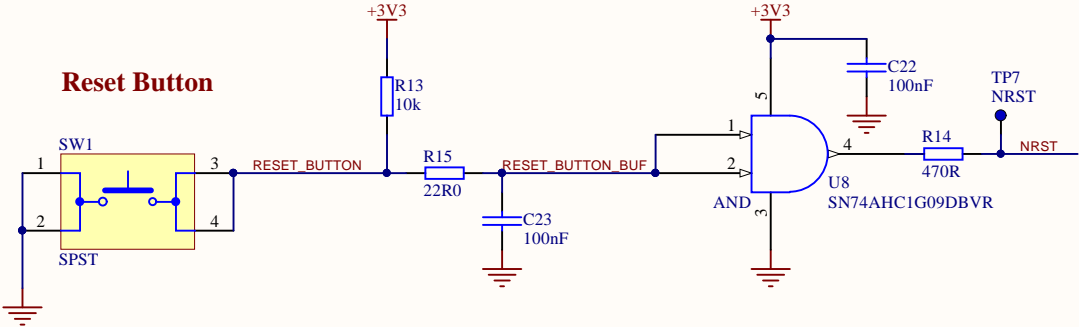 +3V3
+3V3
Reset Button
R13
10k
C22
100nF
TP7
NRST
SW1
1
2
3
4
SPST
RESET_BUTTON
R15
22R0
RESET_BUTTON_BUF
C23
100nF
5
1
2
4
3
AND
U8
SN74AHC1G09DBVR
R14
470R
NRST